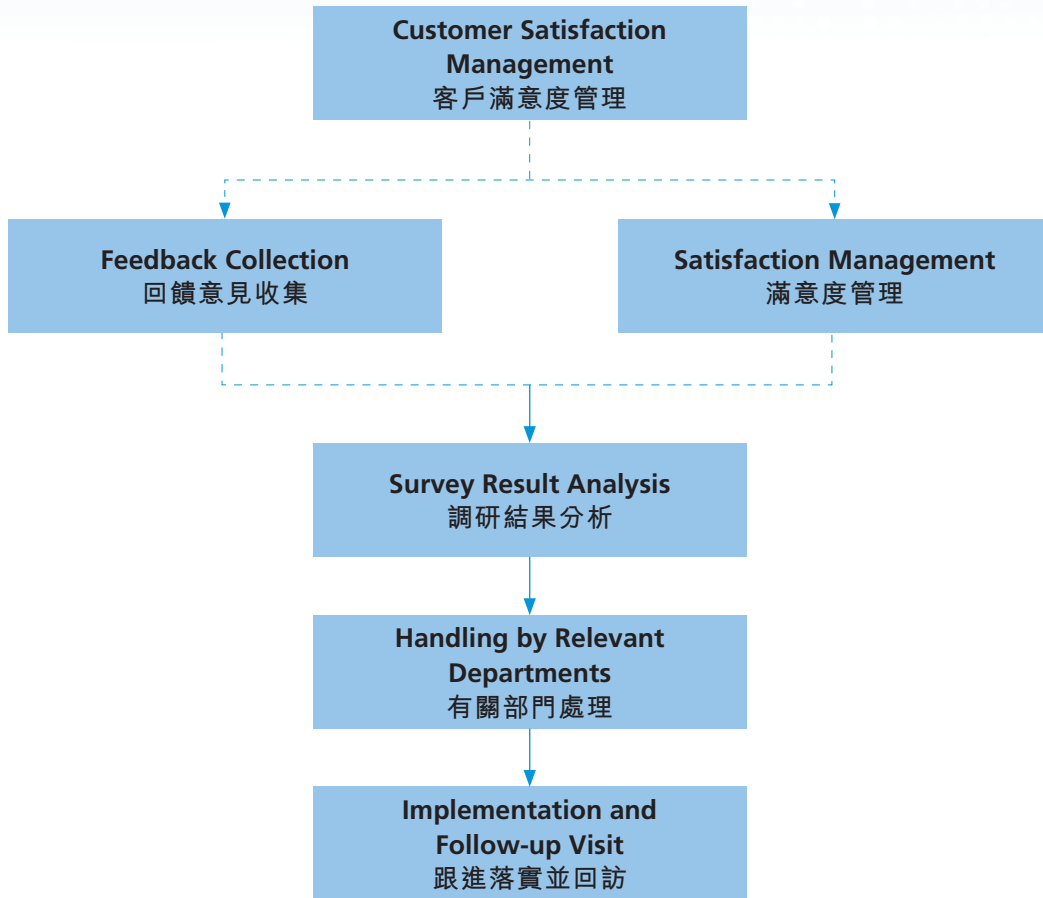 Customer Satisfaction
Management
客戶滿意度管理
Feedback Collection
回饋意見收集
Satisfaction Management
滿意度管理
Survey Result Analysis
調研結果分析
Handling by Relevant
Departments
有關部門處理
Implementation and
Follow-up Visit
跟進落實並回訪